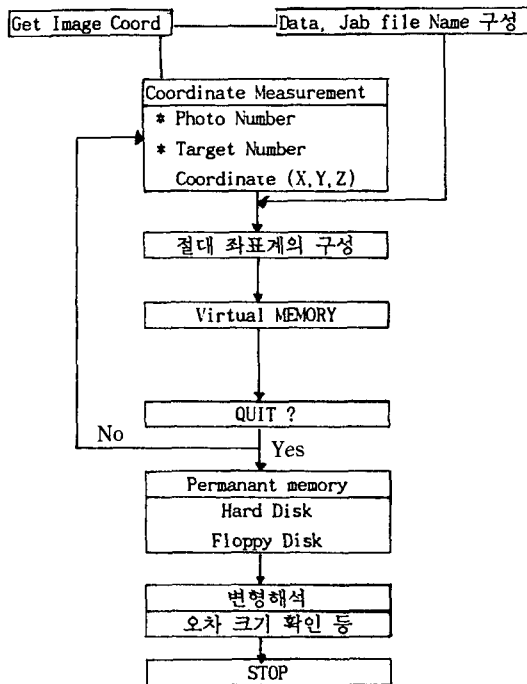 Get Image Coord
Data, Jab file Name 구성
Coordinate Measurement
* Photo Number
* Target Number
Coordinate (X,Y,Z)
절대 좌표계의 구성
Virtual MEMORY
QUIT ?
No
Yes
Permanant memory
Hard Disk
Floppy Disk
변형해석
오차 크기 확인 등
STOP